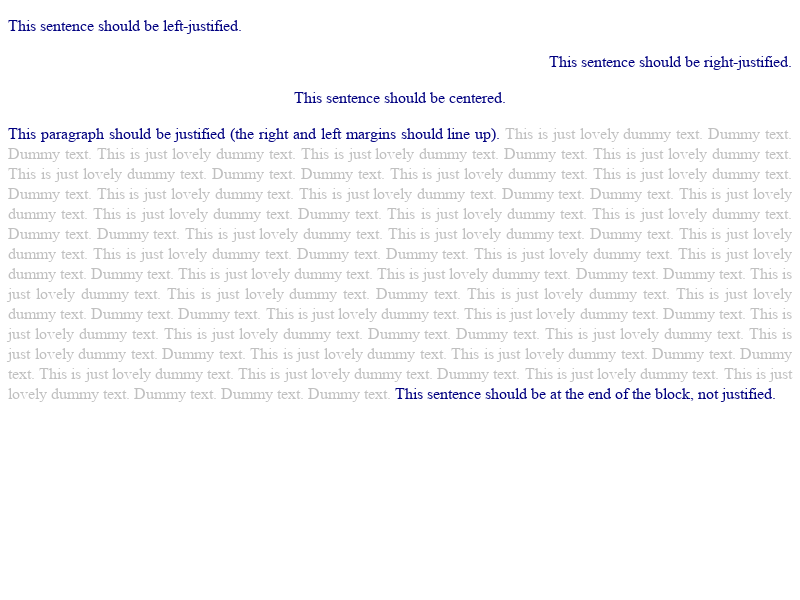 This sentence should be left-justified.
This sentence should be right-justified.
This sentence should be centered.
This paragraph should be justified (the right and left margins should line up). This is just lovely dummy text. Dummy text.
Dummy text. This is just lovely dummy text. This is just lovely dummy text. Dummy text. This is just lovely dummy text.
This is just lovely dummy text. Dummy text. Dummy text. This is just lovely dummy text. This is just lovely dummy text.
Dummy text. This is just lovely dummy text. This is just lovely dummy text. Dummy text. Dummy text. This is just lovely
dummy text. This is just lovely dummy text. Dummy text. This is just lovely dummy text. This is just lovely dummy text.
Dummy text. Dummy text. This is just lovely dummy text. This is just lovely dummy text. Dummy text. This is just lovely
dummy text. This is just lovely dummy text. Dummy text. Dummy text. This is just lovely dummy text. This is just lovely
dummy text. Dummy text. This is just lovely dummy text. This is just lovely dummy text. Dummy text. Dummy text. This is
just lovely dummy text. This is just lovely dummy text. Dummy text. This is just lovely dummy text. This is just lovely
dummy text. Dummy text. Dummy text. This is just lovely dummy text. This is just lovely dummy text. Dummy text. This is
just lovely dummy text. This is just lovely dummy text. Dummy text. Dummy text. This is just lovely dummy text. This is
just lovely dummy text. Dummy text. This is just lovely dummy text. This is just lovely dummy text. Dummy text. Dummy
text. This is just lovely dummy text. This is just lovely dummy text. Dummy text. This is just lovely dummy text. This is just
lovely dummy text. Dummy text. Dummy text. Dummy text. This sentence should be at the end of the block, not justified.